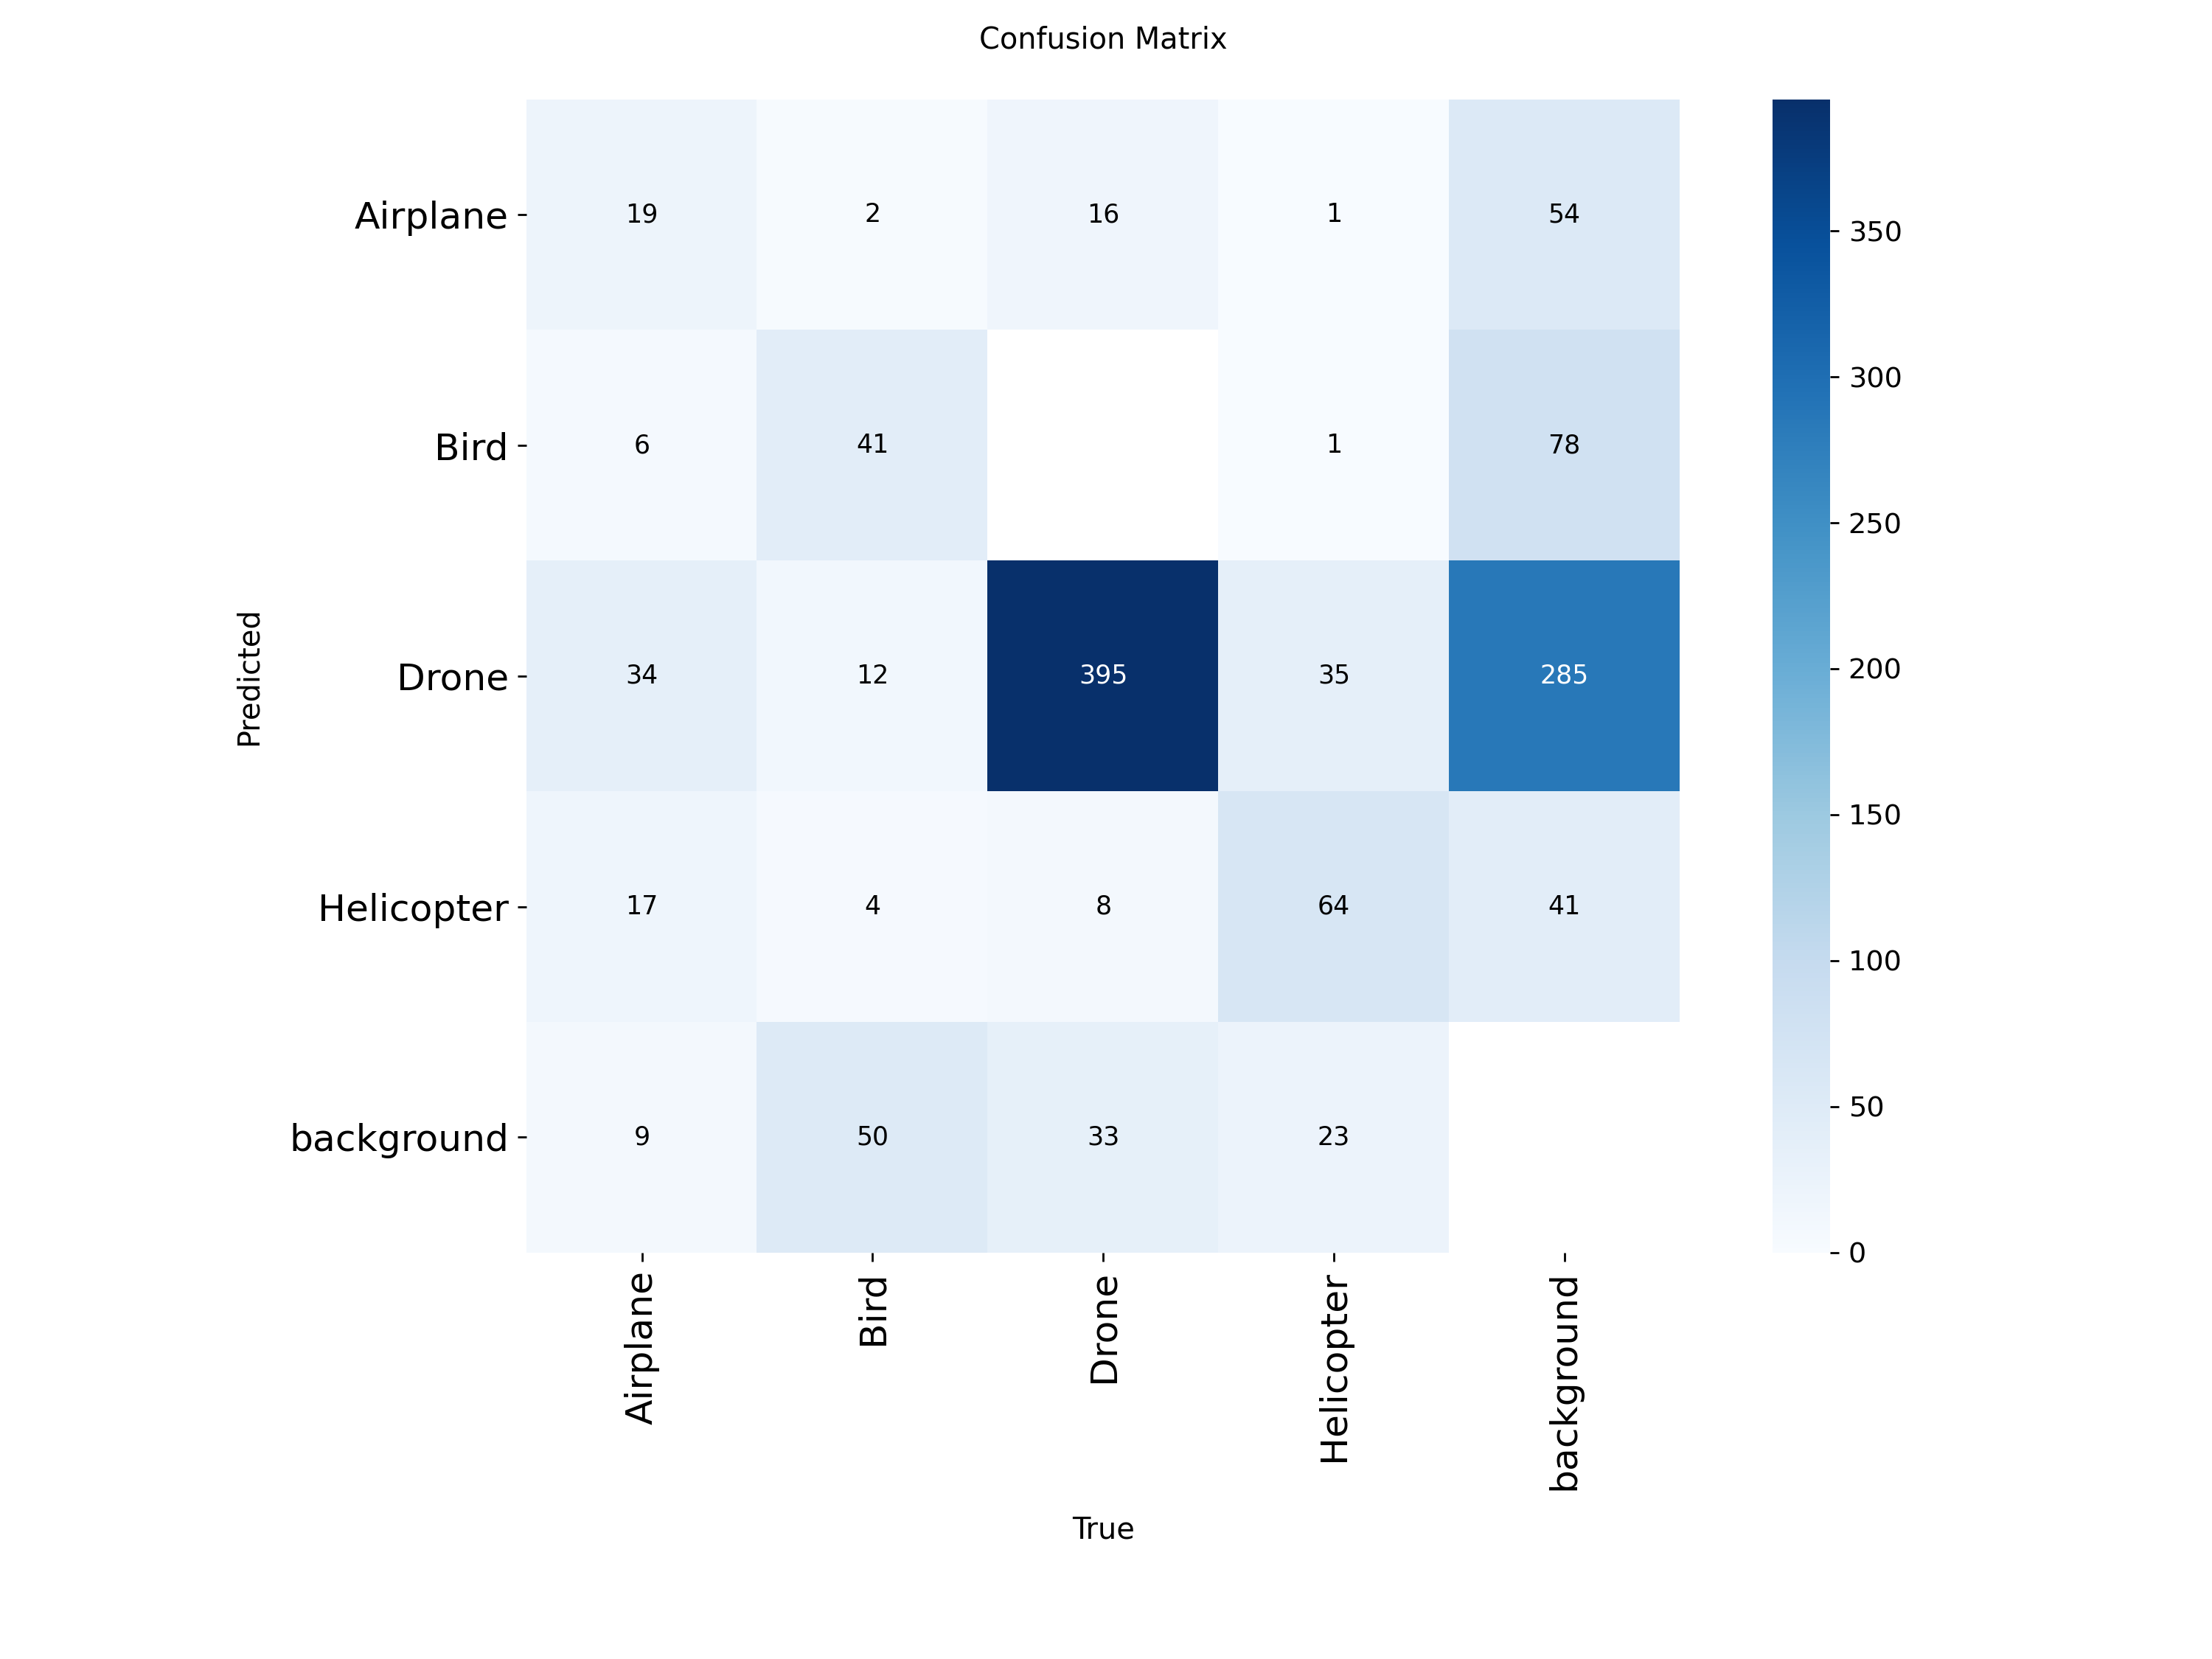 Confusion Matrix
Airplane 19 2 16 1 54
Bird 6 41 1 78
Drone 34 12 395 35 285
Helicopter 17 4 8 64 41
background 9 50 33 23
Predicted
Airplane Bird Drone Helicopter background
True
350
300
250
200
150
100
50
0